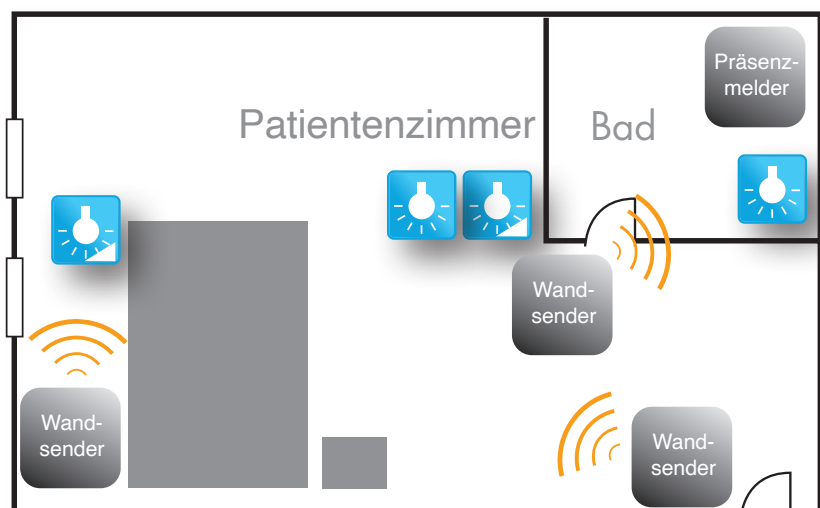 Präsenz-
melder
Patientenzimmer
Bad
Wand-
sender
Wand-
sender
Wand-
sender